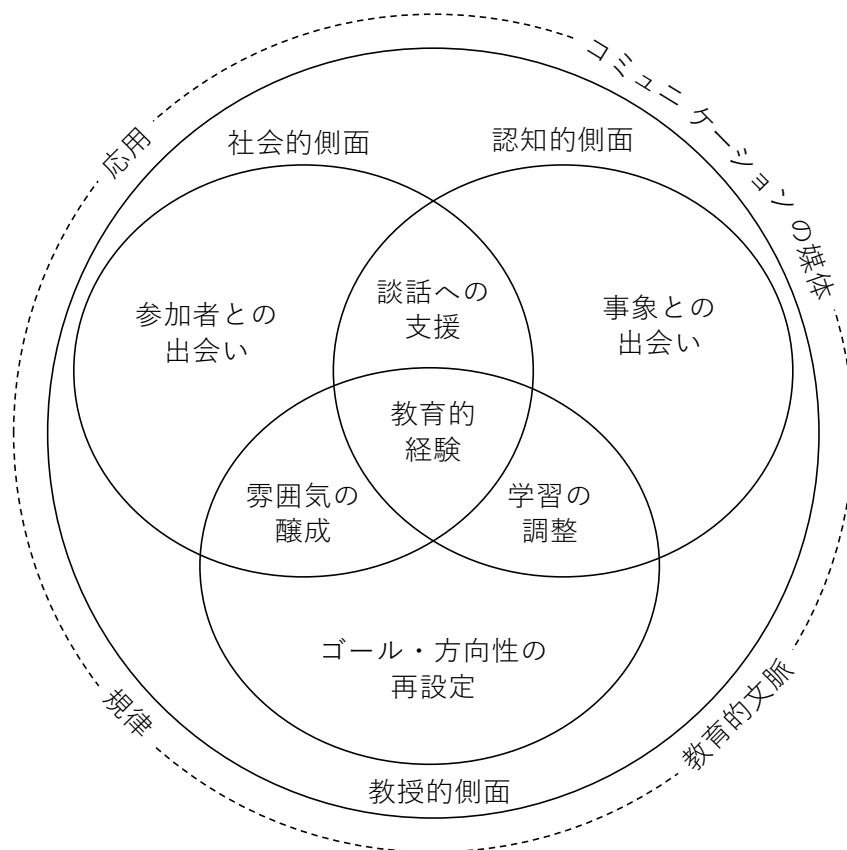 コミュニケーションの媒体
応用
社会的側面
認知的側面
談話への
支援
参加者との
出会い
事象との
出会い
教育的
経験
雰囲気の
醸成
学習の
調整
ゴール・方向性の
再設定
規律
教育的文脈
教授的側面